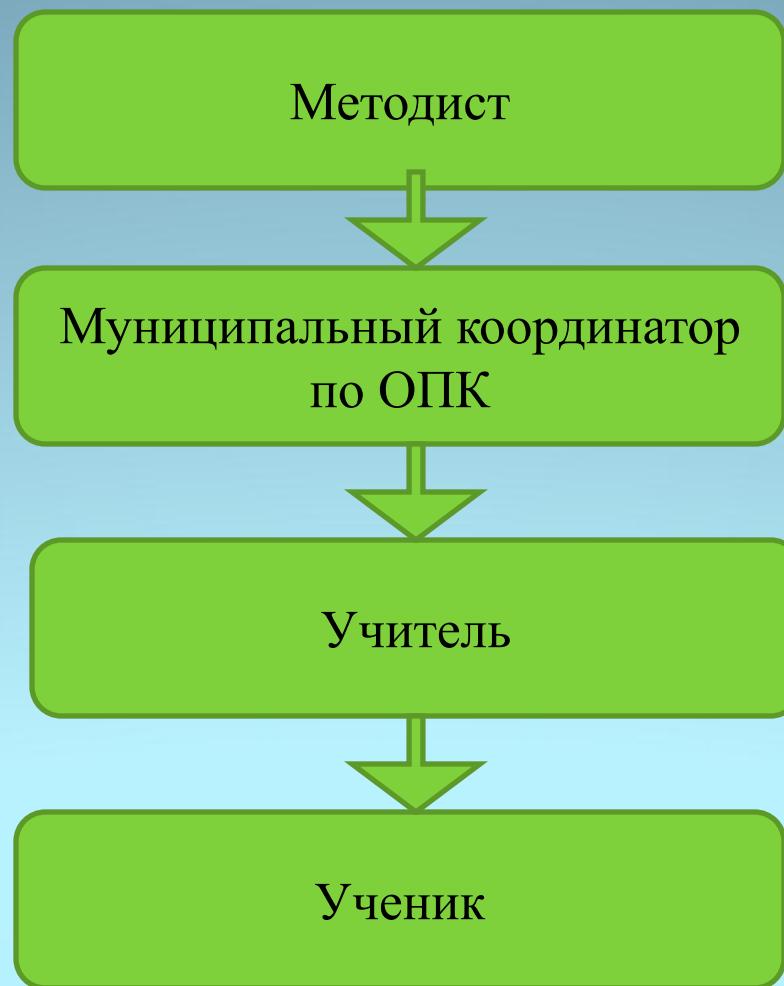 Методист
Муниципальный координатор
по ОПК
Учитель
Ученик